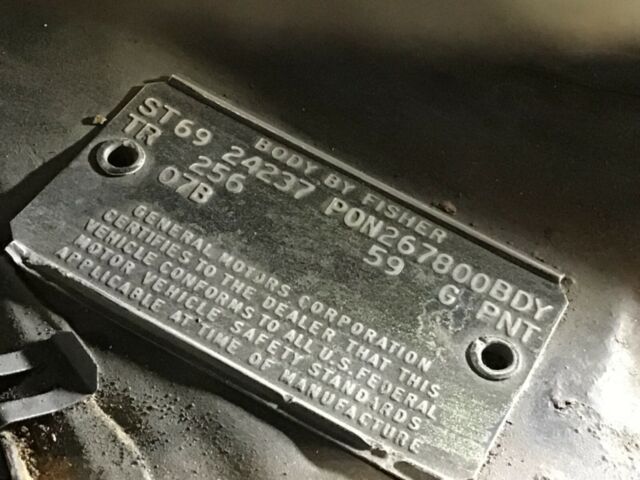 BODY BY FISHER
ST69 24237 PON267800BDY
TR 256 59 G PNT
07B
GENERAL MOTORS CORPORATION
CERTIFIES TO THE DEALER THAT THIS
VEHICLE CONFORMS TO ALL U.S. FEDERAL
MOTOR VEHICLE SAFETY STANDARDS
APPLICABLE AT TIME OF MANUFACTURE